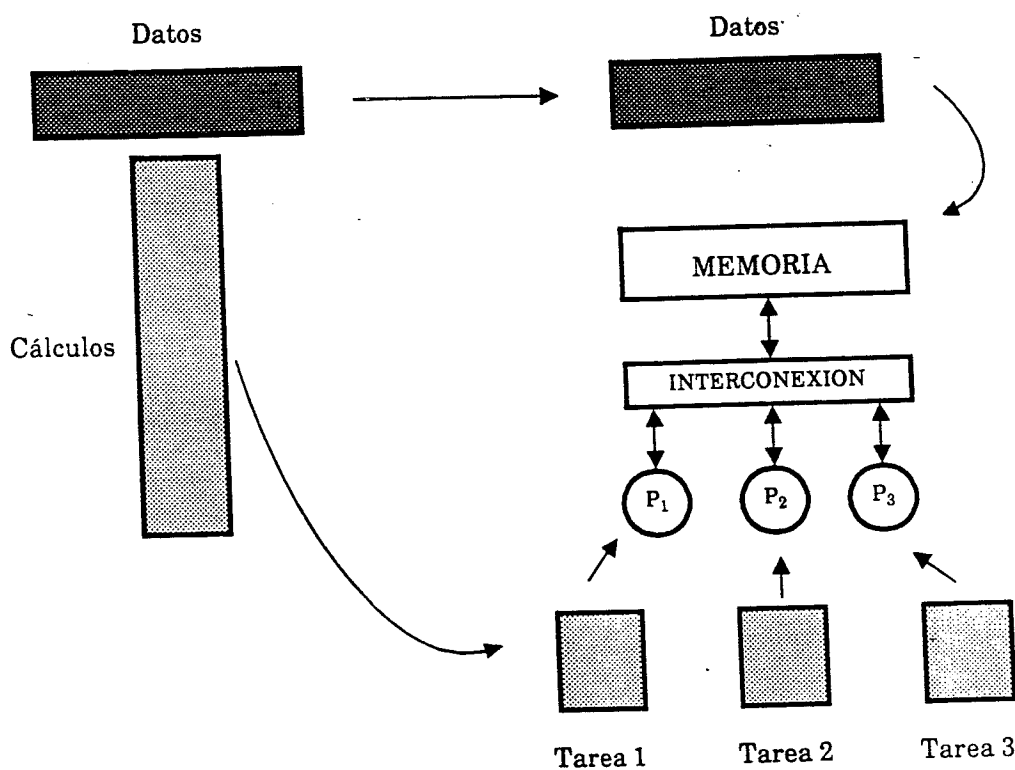 Datos
Datos
MEMORIA
Cálculos
INTERCONEXION
P₁
P₂
P₃
Tarea 1
Tarea 2
Tarea 3